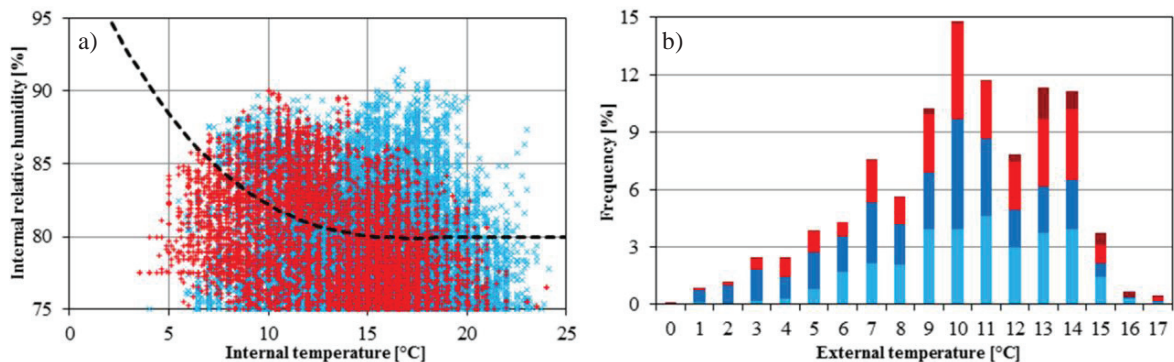 a)
Internal relative humidity [%]
95
90
85
80
75
0 5 10 15 20 25
Internal temperature [°C]
b)
Frequency [%]
15
12
9
6
3
0
0 1 2 3 4 5 6 7 8 9 10 11 12 13 14 15 16 17
External temperature [°C]